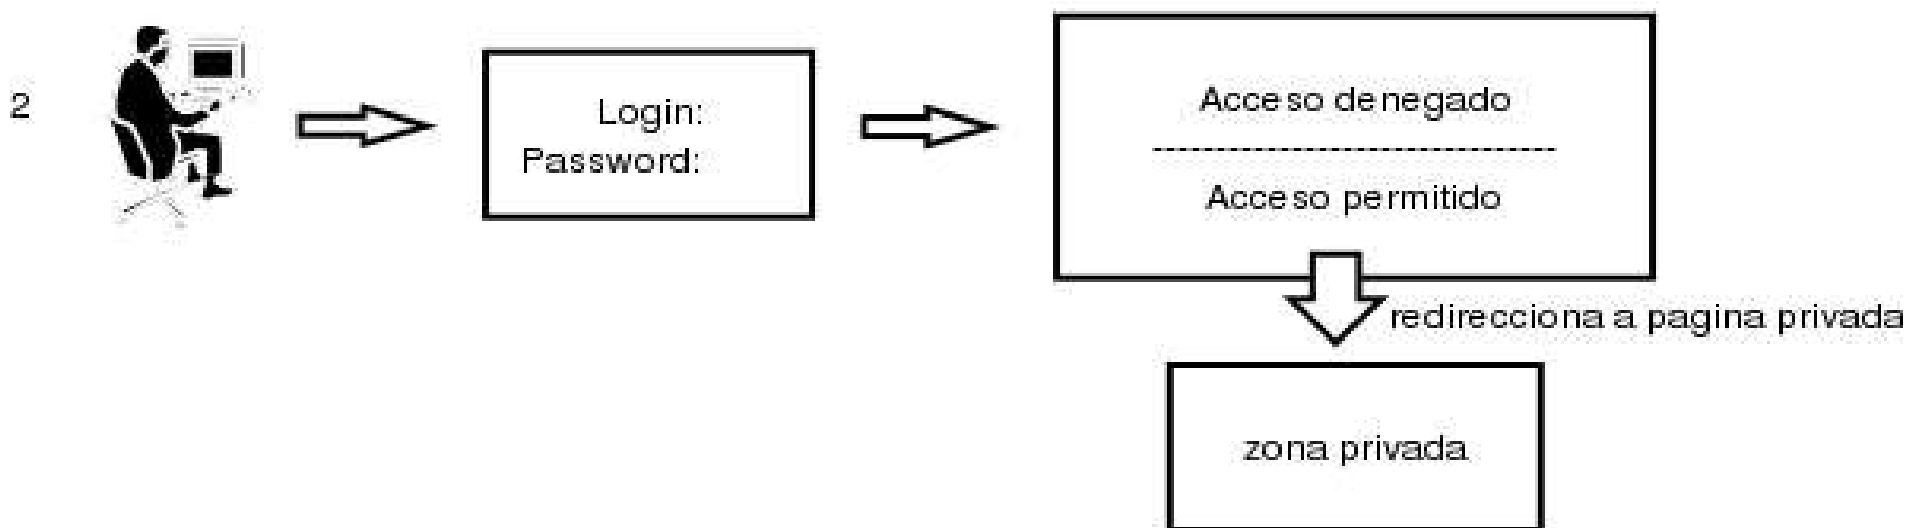 2
Login:
Password:
Acceso denegado
Acceso permitido
redirecciona a pagina privada
zona privada